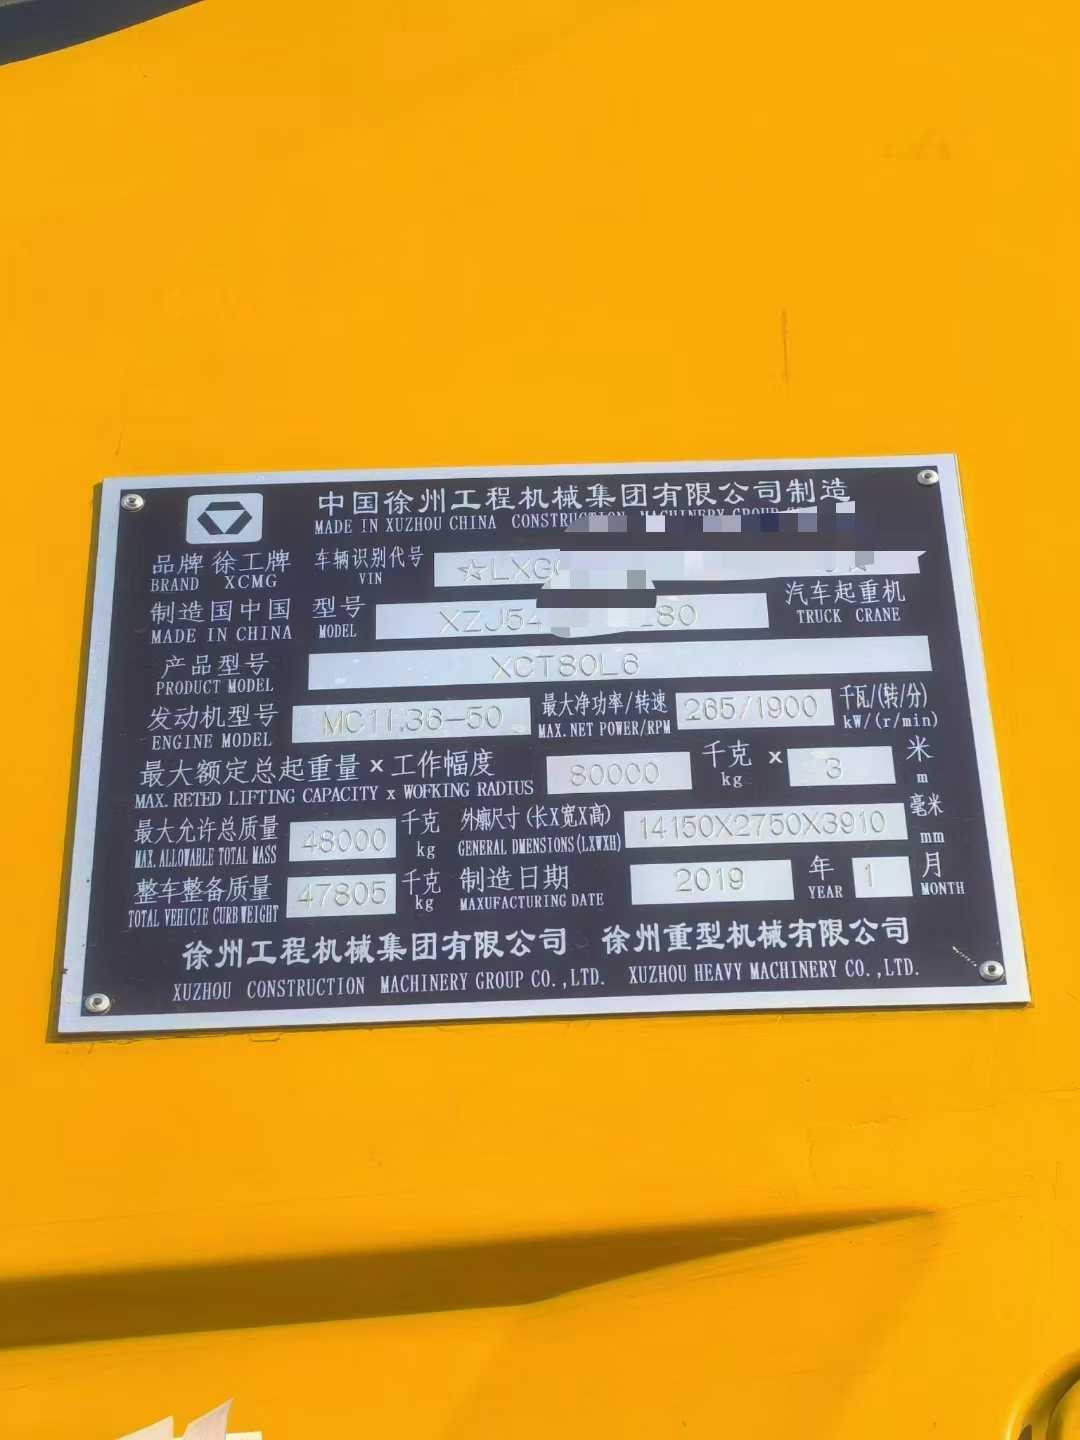 中国徐州工程机械集团有限公司制造
MADE IN XUZHOU CHINA CONSTRUCTION MACHINERY GROUP
品牌 徐工牌 车辆识别代号 ☆LXG
BRAND XCMG VIN
制造国中国 型号 XZJ54 80 汽车起重机
MADE IN CHINA MODEL TRUCK CRANE
产品型号 XCT80L6
PRODUCT MODEL
发动机型号 MC11.36-50 最大净功率/转速 265/1900 千瓦/(转/分)
ENGINE MODEL MAX.NET POWER/RPM kW/(r/min)
最大额定总起重量 x 工作幅度 80000 千克 x 3 米
MAX. RETED LIFTING CAPACITY x WOFKING RADIUS kg m
最大允许总质量 48000 千克 外廓尺寸(长X宽X高) 14150X2750X3910 毫米
MAX. ALLOWABLE TOTAL MASS kg GENERAL DMENSIONS(LXWXH) mm
整车整备质量 47805 千克 制造日期 2019 年 1 月
TOTAL VEHICIE CURB WEIGHT kg MAXUFACTURING DATE YEAR MONTH
徐州工程机械集团有限公司 徐州重型机械有限公司
XUZHOU CONSTRUCTION MACHINERY GROUP CO.,LTD. XUZHOU HEAVY MACHINERY CO.,LTD.